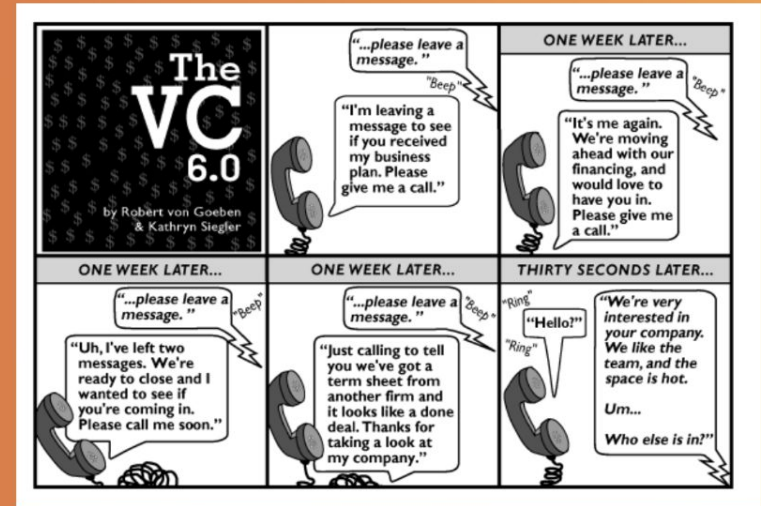 The
VC
6.0
by Robert von Goeben
& Kathryn Siegler
"...please leave a
message. "
"Beep"
"I'm leaving a
message to see
if you received
my business
plan. Please
give me a call."
ONE WEEK LATER...
"...please leave a
message. "
"Beep"
"It's me again.
We're moving
ahead with our
financing, and
would love to
have you in.
Please give me
a call."
ONE WEEK LATER...
"...please leave a
message. "
"Beep"
"Uh, I've left two
messages. We're
ready to close and I
wanted to see if
you're coming in.
Please call me soon."
ONE WEEK LATER...
"...please leave a
message. "
"Beep"
"Just calling to tell
you we've got a
term sheet from
another firm and
it looks like a done
deal. Thanks for
taking a look at
my company."
THIRTY SECONDS LATER...
"Ring"
"Hello?"
"Ring"
"We're very
interested in
your company.
We like the
team, and the
space is hot.
Um...
Who else is in?"